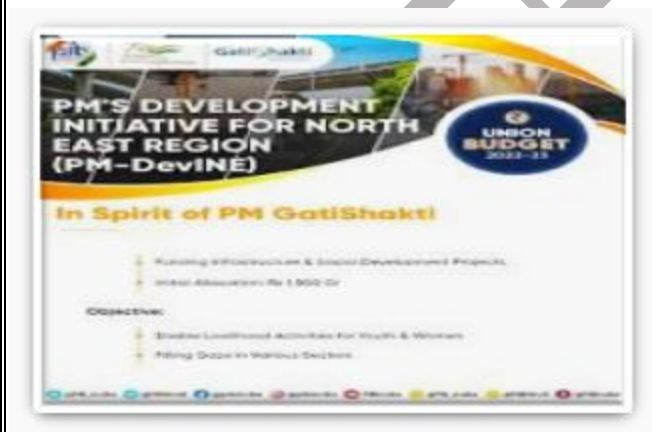 GatiShakti
PM'S DEVELOPMENT
INITIATIVE FOR NORTH
EAST REGION
(PM-DevINE)
UNION
BUDGET
2022-23
In Spirit of PM GatiShakti
Funding Infrastructure & Social Development Projects
Initial Allocation: Rs 1,500 Cr
Objective:
Enable Livelihood Activities for Youth & Women
Filling Gaps in Various Sectors